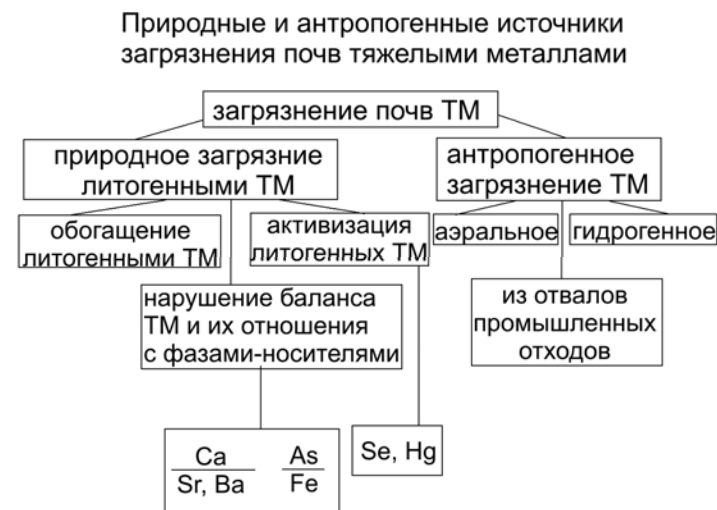 Природные и антропогенные источники
загрязнения почв тяжелыми металлами
загрязнение почв ТМ
природное загрязние
литогенными ТМ
антропогенное
загрязнение ТМ
обогащение
литогенными ТМ
активизация
литогенных ТМ
аэральное
гидрогенное
нарушение баланса
ТМ и их отношения
с фазами-носителями
из отвалов
промышленных
отходов
Ca
Sr, Ba
As
Fe
Se, Hg